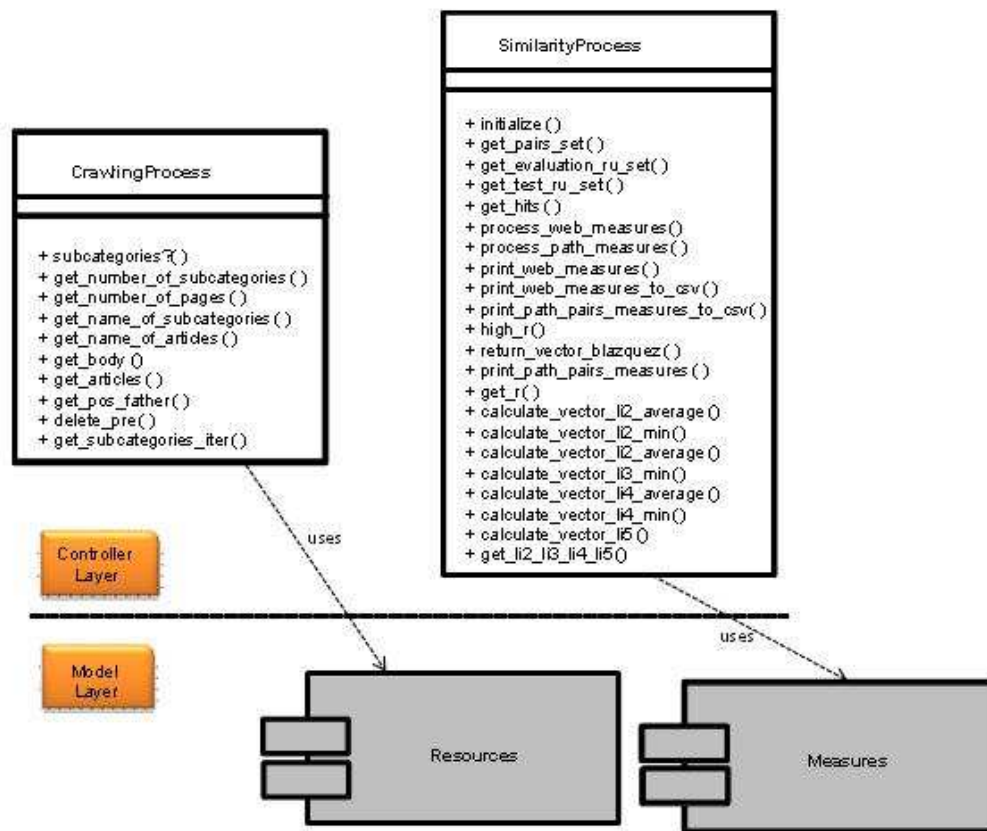 SimilarityProcess
+ initialize()
+ get_pairs_set()
+ get_evaluation_ru_set()
+ get_test_ru_set()
+ get_hits()
+ process_web_measures()
+ process_path_measures()
+ print_web_measures()
+ print_web_measures_to_csv()
+ print_path_pairs_measures_to_csv()
+ high_r()
+ return_vector_blazquez()
+ print_path_pairs_measures()
+ get_r()
+ calculate_vector_li2_average()
+ calculate_vector_li2_min()
+ calculate_vector_li2_average()
+ calculate_vector_li3_min()
+ calculate_vector_li4_average()
+ calculate_vector_li4_min()
+ calculate_vector_li5()
+ get_li2_li3_li4_li5()
CrawlingProcess
+ subcategories?()
+ get_number_of_subcategories()
+ get_number_of_pages()
+ get_name_of_subcategories()
+ get_name_of_articles()
+ get_body ()
+ get_articles()
+ get_pos_father()
+ delete_pre()
+ get_subcategories_iter()
uses
Controller
Layer
uses
Model
Layer
Resources
Measures